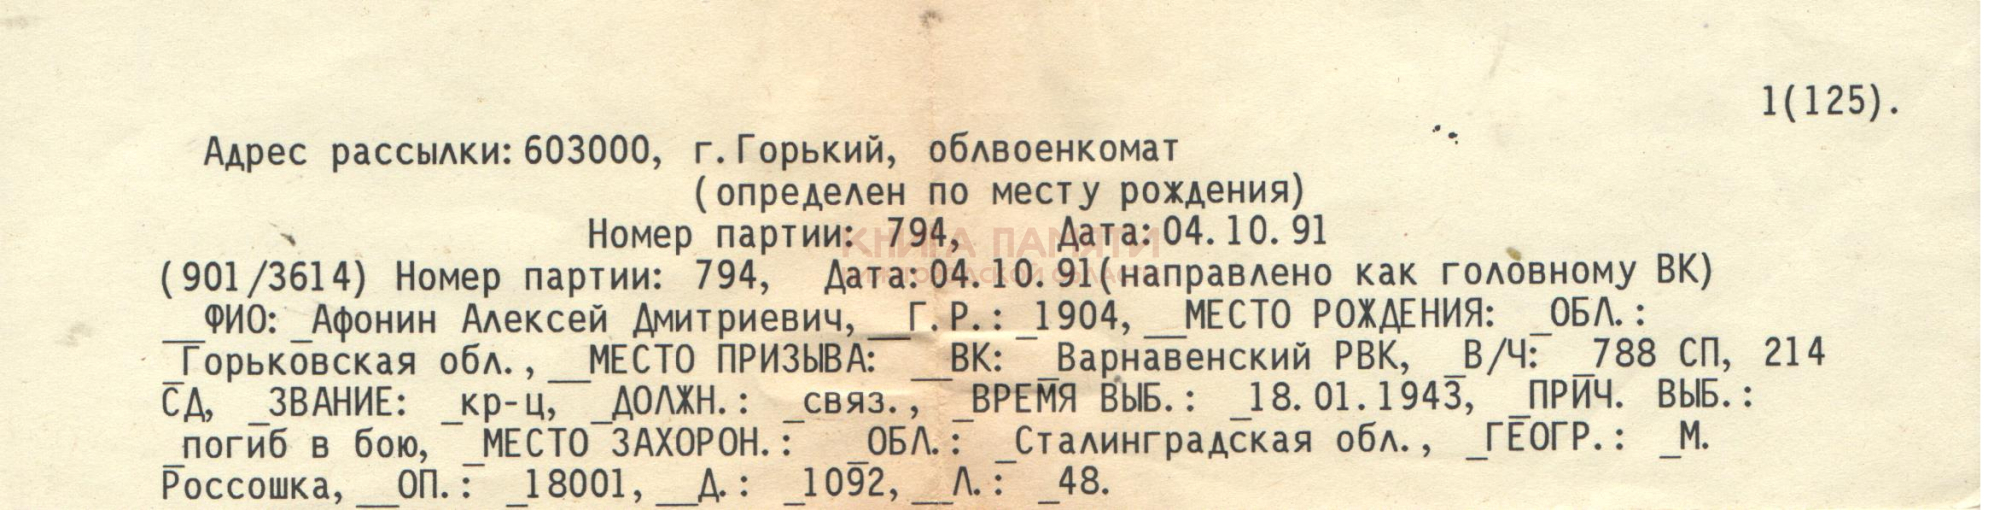 1(125).
Адрес рассылки: 603000, г.Горький, облвоенкомат
(определен по месту рождения)
Номер партии: 794, Дата: 04.10.91
КНИГА ПАМЯТИ
(901/3614) Номер партии: 794, Дата: 04.10.91(направлено как головному ВК)
__ФИО: _Афонин Алексей Дмитриевич, __Г.Р.: _1904, __МЕСТО РОЖДЕНИЯ: _ОБЛ.:
_Горьковская обл., __МЕСТО ПРИЗЫВА: __ВК: _Варнавенский РВК, _В/Ч: _788 СП, 214
СД, _ЗВАНИЕ: _кр-ц, _ДОЛЖН.: _связ., _ВРЕМЯ ВЫБ.: _18.01.1943, _ПРИЧ. ВЫБ.:
_погиб в бою, _МЕСТО ЗАХОРОН.: _ОБЛ.: _Сталинградская обл., _ГЕОГР.: _М.
Россошка, __ОП.: _18001, __Д.: _1092, __Л.: _48.